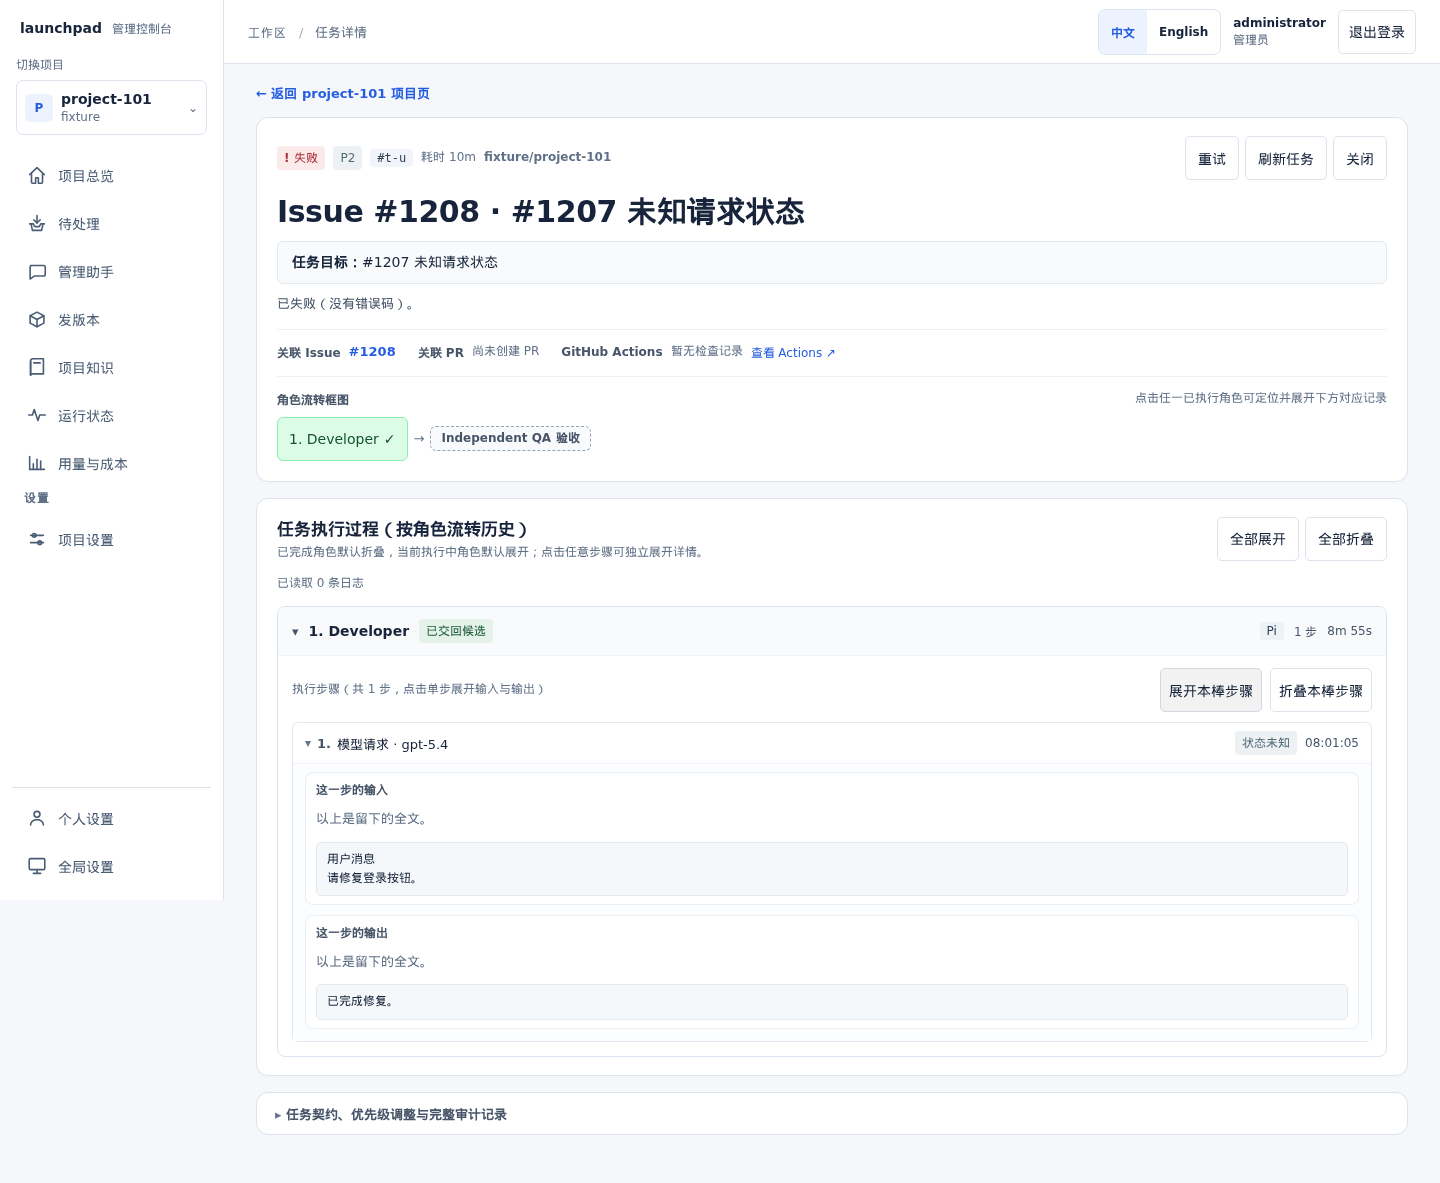 launchpad 管理控制台
切换项目
P project-101
fixture
项目总览
待处理
管理助手
发版本
项目知识
运行状态
用量与成本
设置
项目设置
个人设置
全局设置
工作区 / 任务详情
中文 English
administrator
管理员
退出登录
← 返回 project-101 项目页
! 失败 P2 #t-u 耗时 10m fixture/project-101
重试 刷新任务 关闭
Issue #1208 · #1207 未知请求状态
任务目标：#1207 未知请求状态
已失败（没有错误码）。
关联 Issue #1208 关联 PR 尚未创建 PR GitHub Actions 暂无检查记录 查看 Actions ↗
角色流转框图 点击任一已执行角色可定位并展开下方对应记录
1. Developer ✓ → Independent QA 验收
任务执行过程（按角色流转历史）
已完成角色默认折叠，当前执行中角色默认展开；点击任意步骤可独立展开详情。
全部展开 全部折叠
已读取 0 条日志
▾ 1. Developer 已交回候选 Pi 1 步 8m 55s
执行步骤（共 1 步，点击单步展开输入与输出）
展开本棒步骤 折叠本棒步骤
▾ 1. 模型请求 · gpt-5.4 状态未知 08:01:05
这一步的输入
以上是留下的全文。
用户消息
请修复登录按钮。
这一步的输出
以上是留下的全文。
已完成修复。
▸ 任务契约、优先级调整与完整审计记录